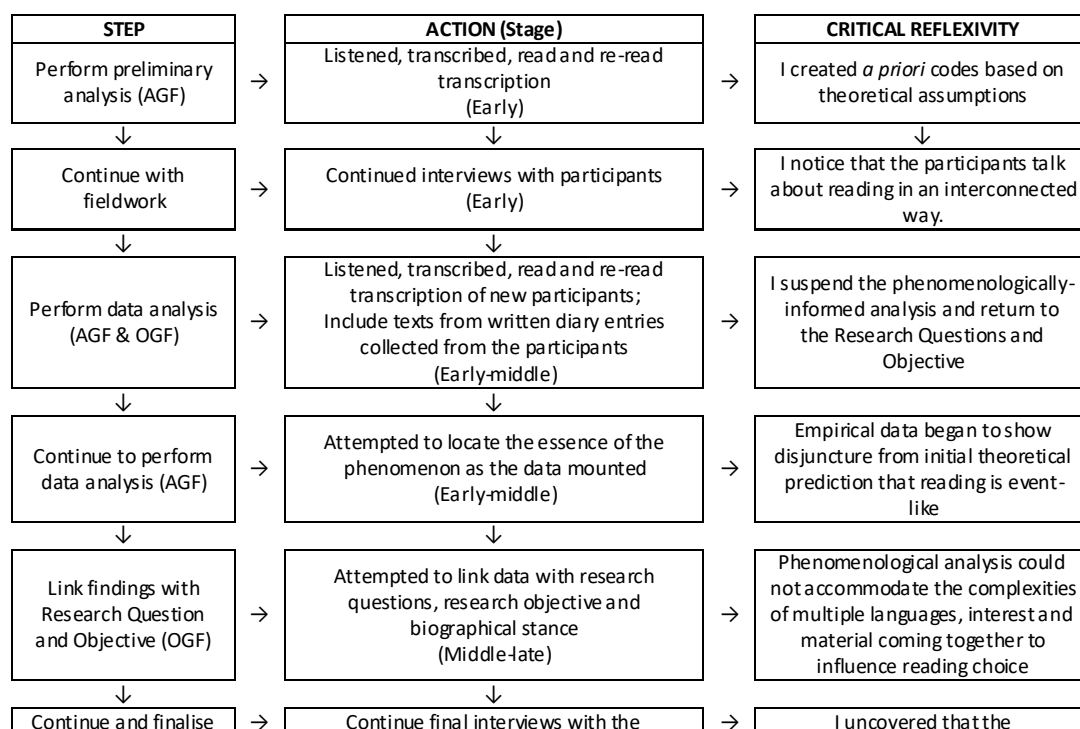 STEP
ACTION (Stage)
CRITICAL REFLEXIVITY
Perform preliminary
analysis (AGF)
→
Listened, transcribed, read and re-read
transcription
(Early)
→
I created a priori codes based on
theoretical assumptions
↓
↓
↓
Continue with
fieldwork
→
Continued interviews with participants
(Early)
→
I notice that the participants talk
about reading in an interconnected
way.
↓
↓
Perform data analysis
(AGF & OGF)
→
Listened, transcribed, read and re-read
transcription of new participants;
Include texts from written diary entries
collected from the participants
(Early-middle)
→
I suspend the phenomenologically-
informed analysis and return to
the Research Questions and
Objective
↓
↓
Continue to perform
data analysis (AGF)
→
Attempted to locate the essence of the
phenomenon as the data mounted
(Early-middle)
→
Empirical data began to show
disjuncture from initial theoretical
prediction that reading is event-
like
↓
↓
Link findings with
Research Question
and Objective (OGF)
→
Attempted to link data with research
questions, research objective and
biographical stance
(Middle-late)
→
Phenomenological analysis could
not accommodate the complexities
of multiple languages, interest and
material coming together to
influence reading choice
↓
↓
Continue and finalise
→
Continue final interviews with the
→
I uncovered that the